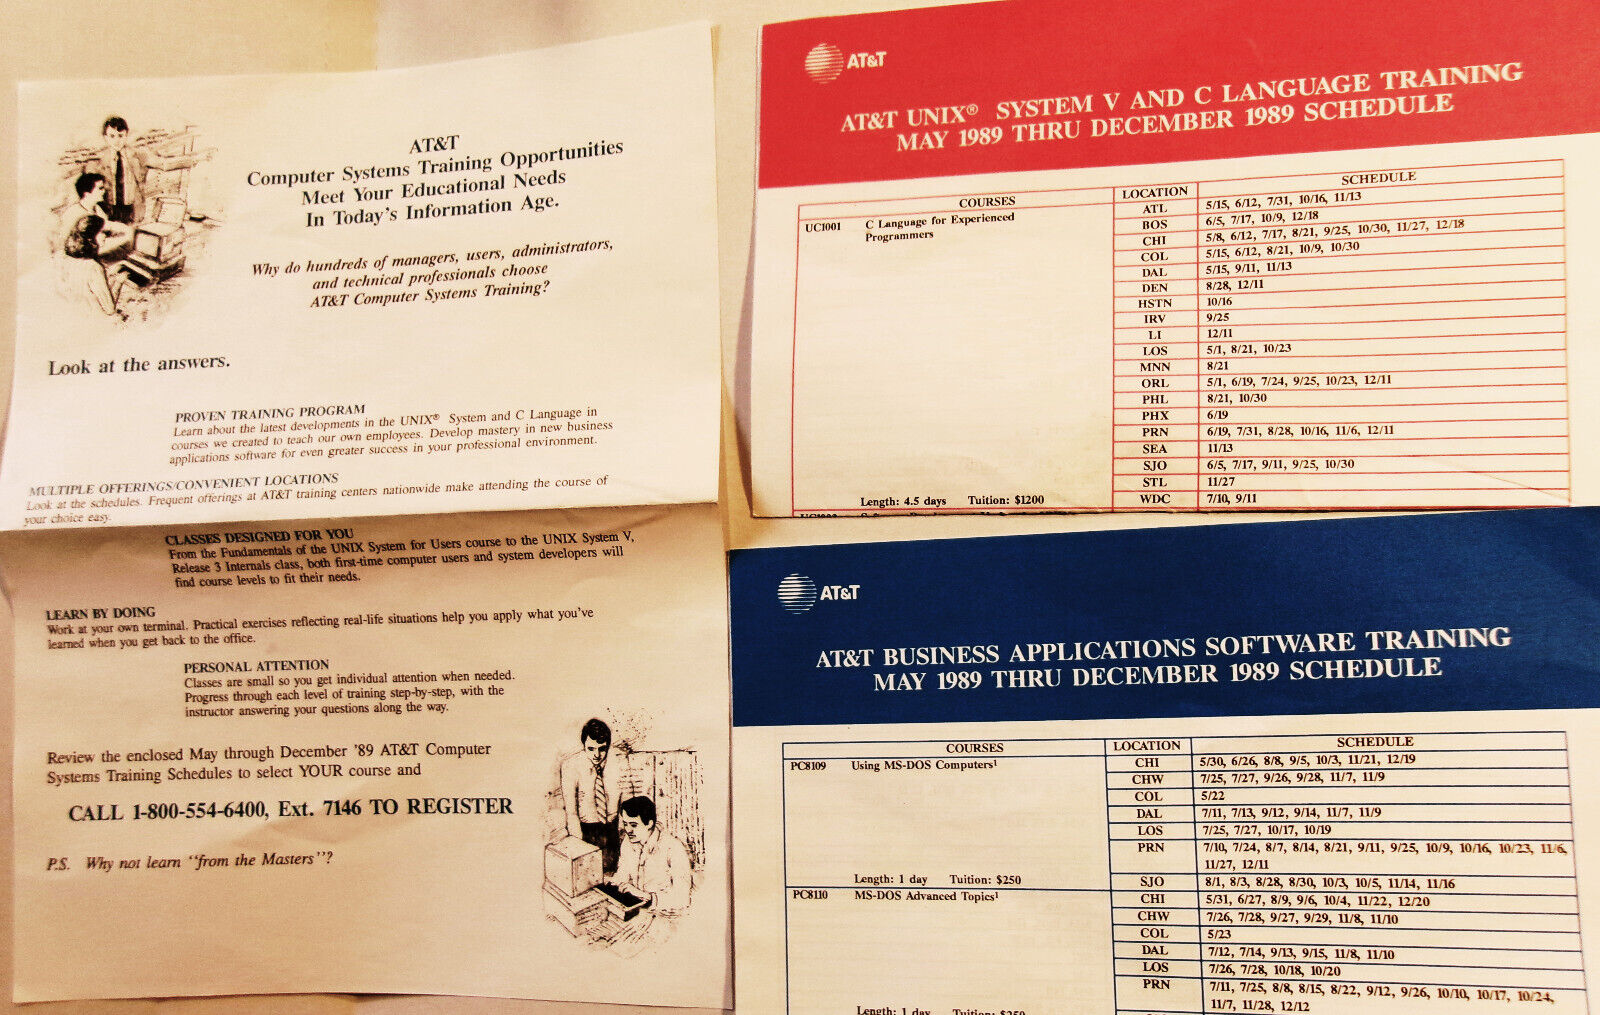 AT&T
Computer Systems Training Opportunities
Meet Your Educational Needs
In Today's Information Age.
Why do hundreds of managers, users, administrators,
and technical professionals choose
AT&T Computer Systems Training?
Look at the answers.
PROVEN TRAINING PROGRAM
Learn about the latest developments in the UNIX® System and C Language in
courses we created to teach our own employees. Develop mastery in new business
applications software for even greater success in your professional environment.
MULTIPLE OFFERINGS/CONVENIENT LOCATIONS
Look at the schedules. Frequent offerings at AT&T training centers nationwide make attending the course of
your choice easy.
CLASSES DESIGNED FOR YOU
From the Fundamentals of the UNIX System for Users course to the UNIX System V,
Release 3 Internals class, both first-time computer users and system developers will
find course levels to fit their needs.
LEARN BY DOING
Work at your own terminal. Practical exercises reflecting real-life situations help you apply what you've
learned when you get back to the office.
PERSONAL ATTENTION
Classes are small so you get individual attention when needed.
Progress through each level of training step-by-step, with the
instructor answering your questions along the way.
Review the enclosed May through December '89 AT&T Computer
Systems Training Schedules to select YOUR course and
CALL 1-800-554-6400, Ext. 7146 TO REGISTER
P.S. Why not learn "from the Masters"?
AT&T
AT&T UNIX® SYSTEM V AND C LANGUAGE TRAINING
MAY 1989 THRU DECEMBER 1989 SCHEDULE
COURSES LOCATION SCHEDULE
UC1001 C Language for Experienced
Programmers
ATL 5/15, 6/12, 7/31, 10/16, 11/13
BOS 6/5, 7/17, 10/9, 12/18
CHI 5/8, 6/12, 7/17, 8/21, 9/25, 10/30, 11/27, 12/18
COL 5/15, 6/12, 8/21, 10/9, 10/30
DAL 5/15, 9/11, 11/13
DEN 8/28, 12/11
HSTN 10/16
IRV 9/25
LI 12/11
LOS 5/1, 8/21, 10/23
MNN 8/21
ORL 5/1, 6/19, 7/24, 9/25, 10/23, 12/11
PHL 8/21, 10/30
PHX 6/19
PRN 6/19, 7/31, 8/28, 10/16, 11/6, 12/11
SEA 11/13
SJO 6/5, 7/17, 9/11, 9/25, 10/30
STL 11/27
Length: 4.5 days Tuition: $1200 WDC 7/10, 9/11
AT&T
AT&T BUSINESS APPLICATIONS SOFTWARE TRAINING
MAY 1989 THRU DECEMBER 1989 SCHEDULE
COURSES LOCATION SCHEDULE
PC8109 Using MS-DOS Computers¹ CHI 5/30, 6/26, 8/8, 9/5, 10/3, 11/21, 12/19
CHW 7/25, 7/27, 9/26, 9/28, 11/7, 11/9
COL 5/22
DAL 7/11, 7/13, 9/12, 9/14, 11/7, 11/9
LOS 7/25, 7/27, 10/17, 10/19
PRN 7/10, 7/24, 8/7, 8/14, 8/21, 9/11, 9/25, 10/9, 10/16, 10/23, 11/6,
11/27, 12/11
Length: 1 day Tuition: $250 SJO 8/1, 8/3, 8/28, 8/30, 10/3, 10/5, 11/14, 11/16
PC8110 MS-DOS Advanced Topics¹ CHI 5/31, 6/27, 8/9, 9/6, 10/4, 11/22, 12/20
CHW 7/26, 7/28, 9/27, 9/29, 11/8, 11/10
COL 5/23
DAL 7/12, 7/14, 9/13, 9/15, 11/8, 11/10
LOS 7/26, 7/28, 10/18, 10/20
PRN 7/11, 7/25, 8/8, 8/15, 8/22, 9/12, 9/26, 10/10, 10/17, 10/24,
11/7, 11/28, 12/12
Length: 1 day Tuition: $250